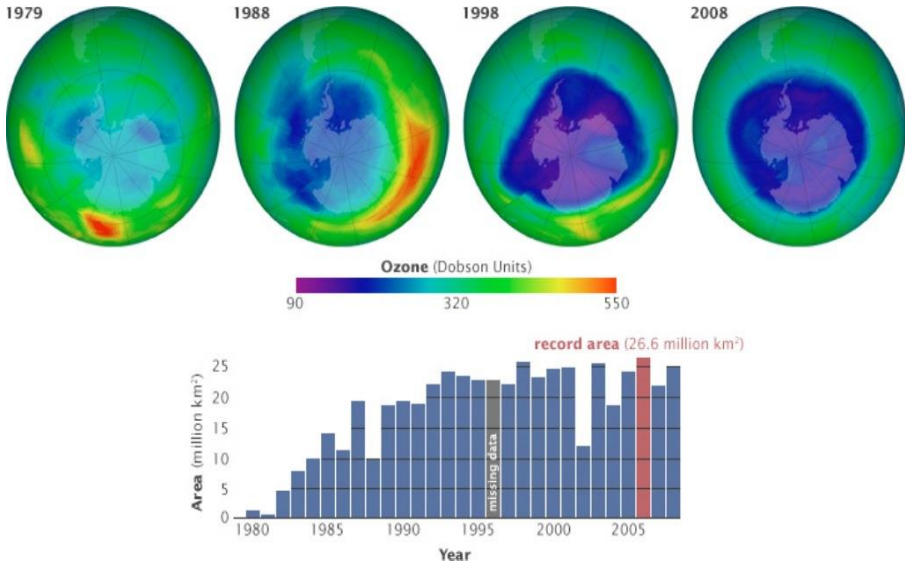 1979 1988 1998 2008
Ozone (Dobson Units)
90 320 550
record area (26.6 million km²)
Area (million km²)
25
20
15
10
5
0
missing data
1980 1985 1990 1995 2000 2005
Year